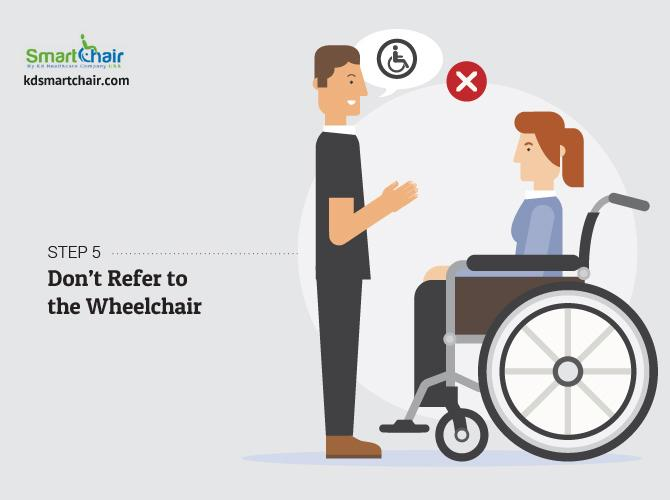 SmartChair
By Kd Healthcare Company USA
kdsmartchair.com
STEP 5
Don't Refer to
the Wheelchair